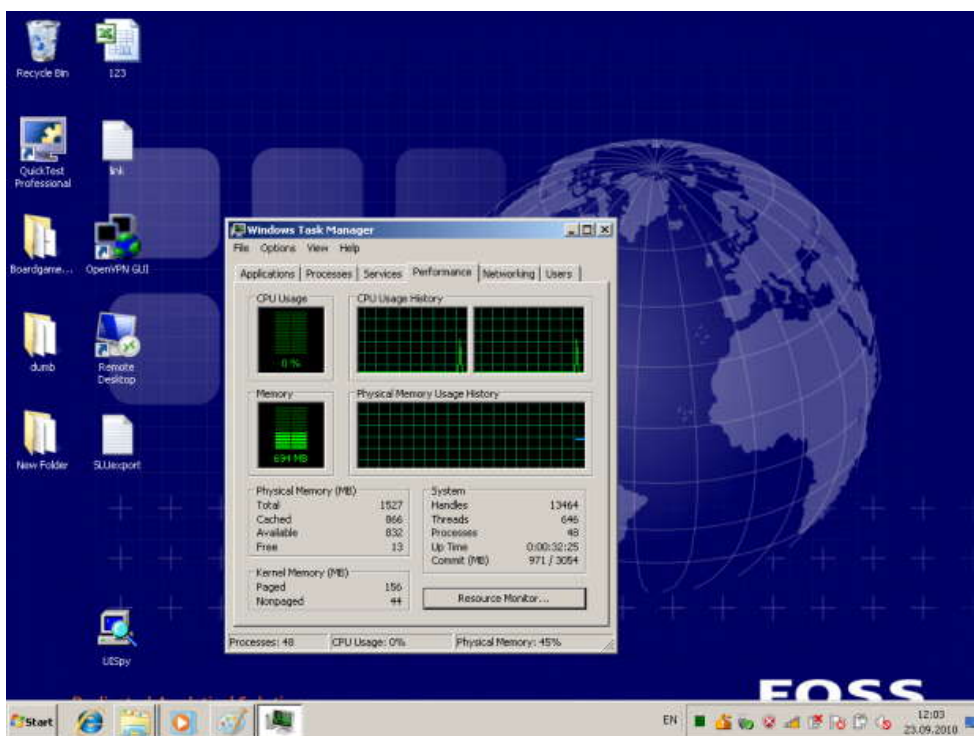 Recycle Bin
123
QuickTest Professional
link
Boardgame...
OpenVPN GUI
dumb
Remote Desktop
New Folder
SLUexport
UISpy
Windows Task Manager
File Options View Help
Applications Processes Services Performance Networking Users
CPU Usage
CPU Usage History
0 %
Memory
Physical Memory Usage History
694 MB
Physical Memory (MB)
Total 1527
Cached 866
Available 832
Free 13
Kernel Memory (MB)
Paged 156
Nonpaged 44
System
Handles 13464
Threads 646
Processes 48
Up Time 0:00:32:25
Commit (MB) 971 / 3054
Resource Monitor...
Processes: 48 CPU Usage: 0% Physical Memory: 45%
FOSS
Start
EN
12:03
23.09.2010